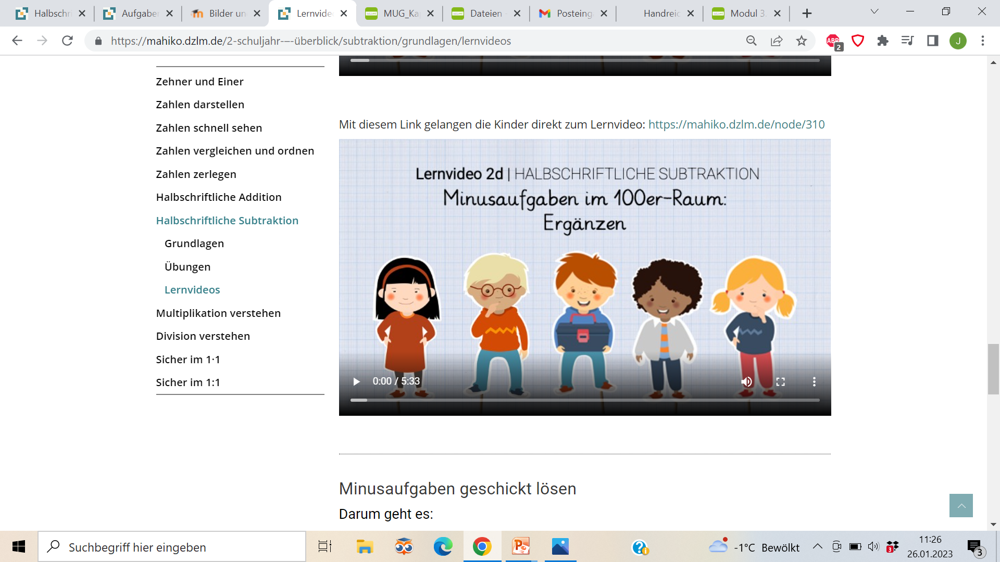 Halbschri
Aufgaber
Bilder un
Lernvide
MUG_Ka
Dateien -
Posteing
Handreic
Modul 3.
https://mahiko.dzlm.de/2-schuljahr-–-überblick/subtraktion/grundlagen/lernvideos
ABP
2
J
Zehner und Einer
Zahlen darstellen
Zahlen schnell sehen
Zahlen vergleichen und ordnen
Zahlen zerlegen
Halbschriftliche Addition
Halbschriftliche Subtraktion
Grundlagen
Übungen
Lernvideos
Multiplikation verstehen
Division verstehen
Sicher im 1·1
Sicher im 1:1
Mit diesem Link gelangen die Kinder direkt zum Lernvideo: https://mahiko.dzlm.de/node/310
Lernvideo 2d | HALBSCHRIFTLICHE SUBTRAKTION
Minusaufgaben im 100er-Raum:
Ergänzen
0:00 / 5:33
Minusaufgaben geschickt lösen
Darum geht es:
Suchbegriff hier eingeben
-1°C Bewölkt
3
11:26
26.01.2023
3